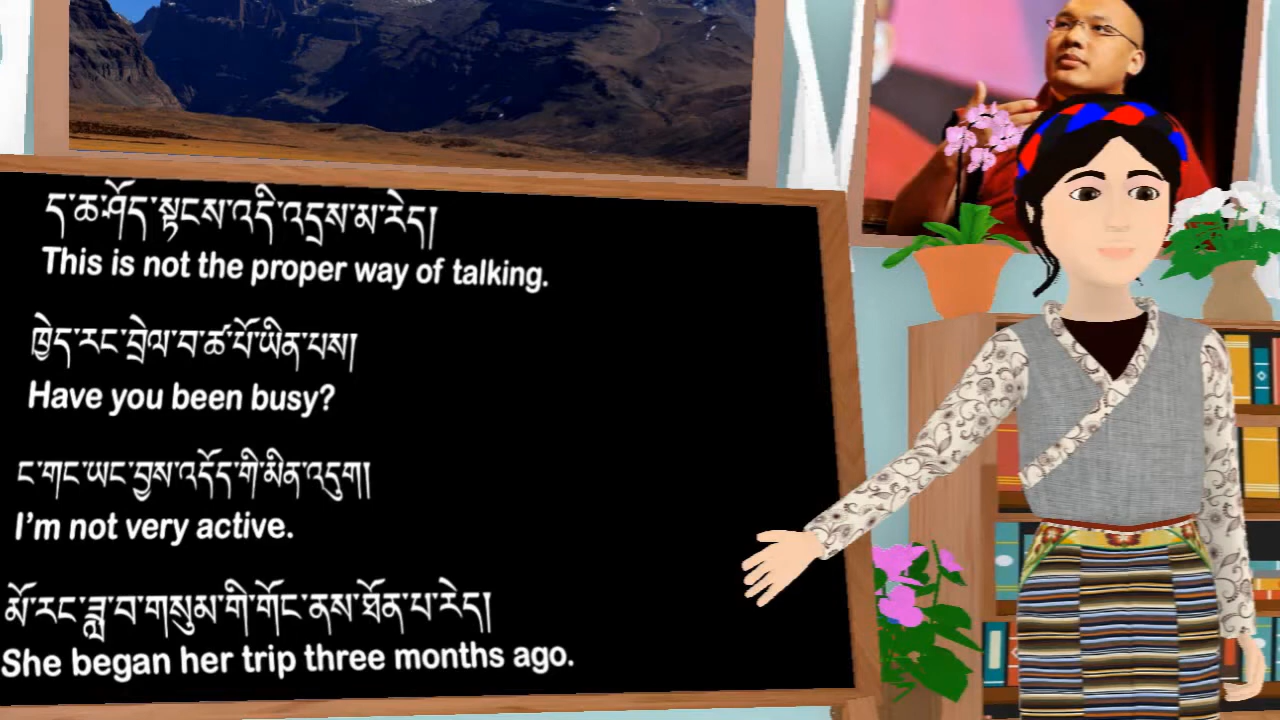 ད་ཆ་ཤོད་སྟངས་འདི་འདྲས་མ་རེད།
This is not the proper way of talking.
ཁྱེད་རང་བྲེལ་བ་ཚ་པོ་ཡིན་པས།
Have you been busy?
ང་གང་ཡང་བྱས་འདོད་གི་མིན་འདུག།
I'm not very active.
མོ་རང་ཟླ་བ་གསུམ་གི་གོང་ནས་ཐོན་པ་རེད།
She began her trip three months ago.